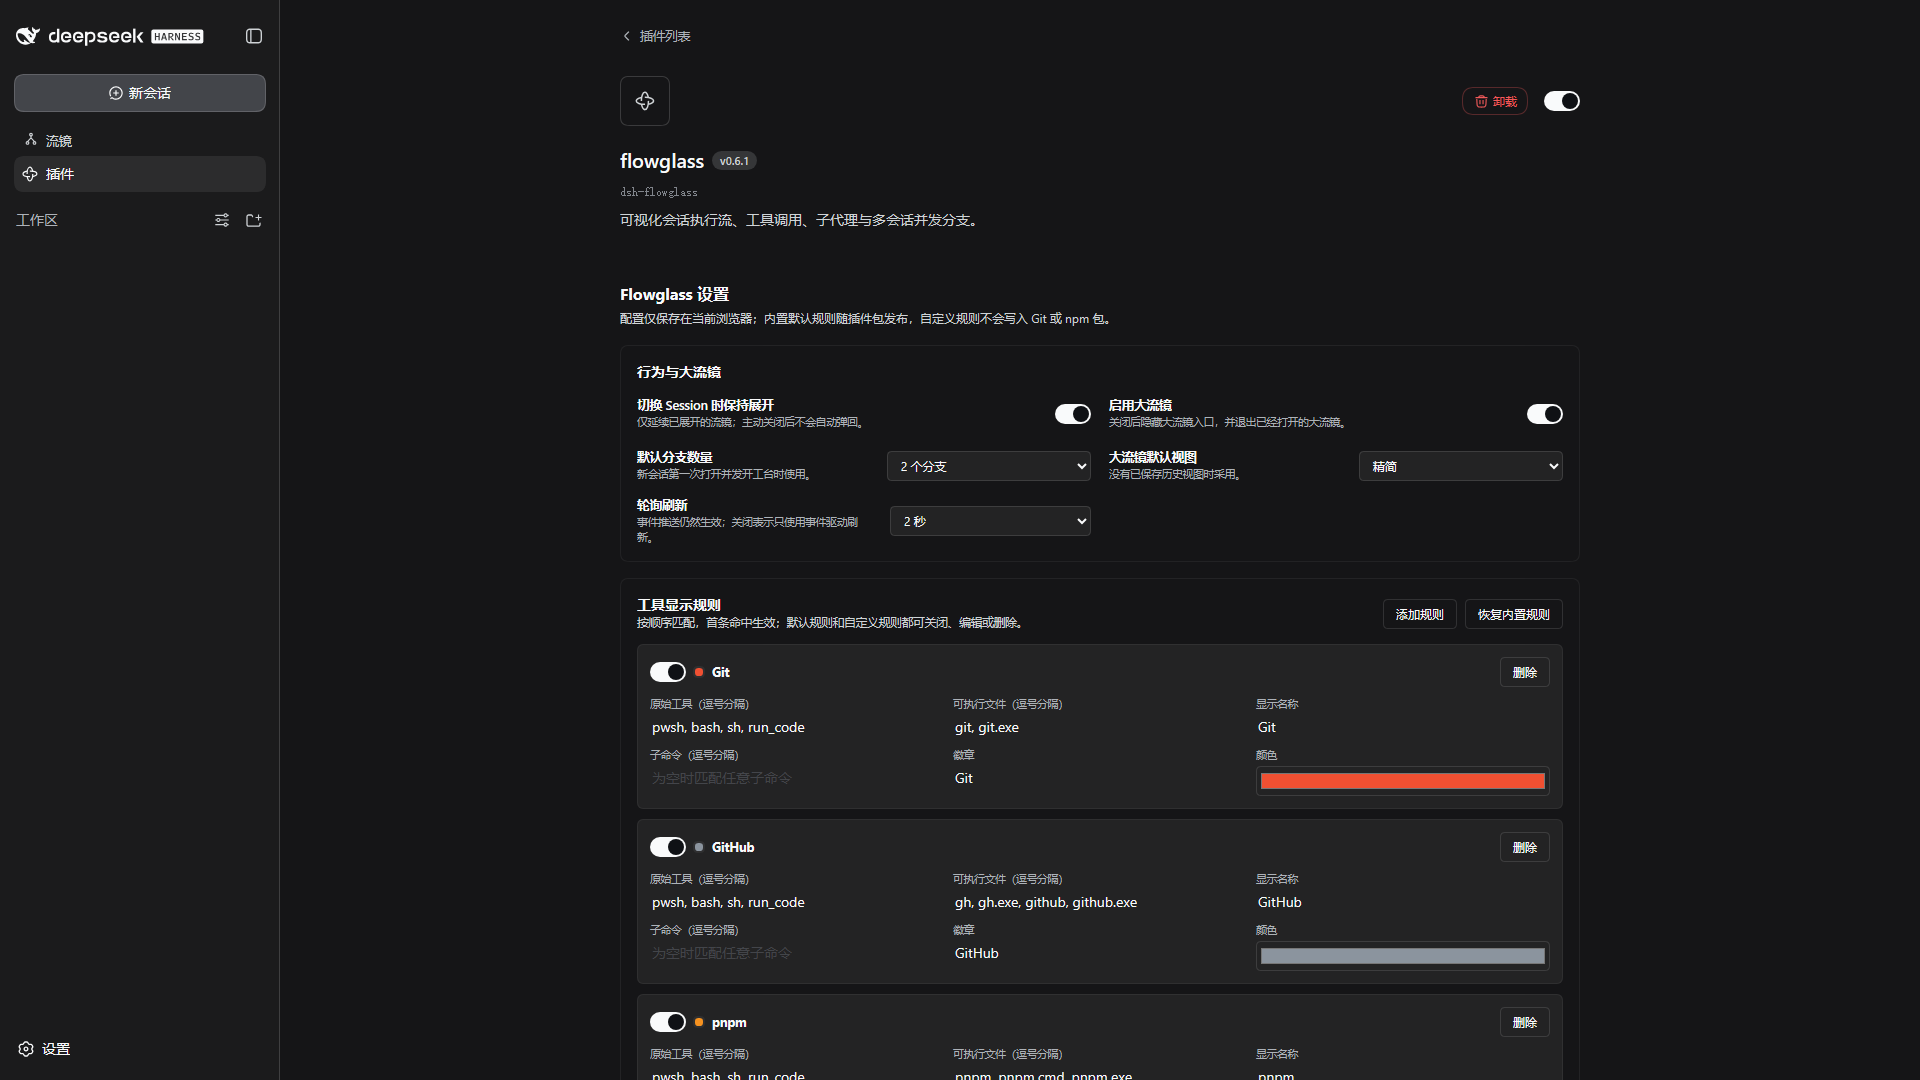 deepseek HARNESS
新会话
流镜
插件
工作区
设置
插件列表
卸载
flowglass v0.6.1
dsh-flowglass
可视化会话执行流、工具调用、子代理与多会话并发分支。
Flowglass 设置
配置仅保存在当前浏览器；内置默认规则随插件包发布，自定义规则不会写入 Git 或 npm 包。
行为与大流镜
切换 Session 时保持展开
仅延续已展开的流镜；主动关闭后不会自动弹回。
启用大流镜
关闭后隐藏大流镜入口，并退出已经打开的大流镜。
默认分支数量
新会话第一次打开并发开工台时使用。
2 个分支
大流镜默认视图
没有已保存历史视图时采用。
精简
轮询刷新
事件推送仍然生效；关闭表示只使用事件驱动刷
新。
2 秒
工具显示规则
按顺序匹配，首条命中生效；默认规则和自定义规则都可关闭、编辑或删除。
添加规则
恢复内置规则
Git
删除
原始工具（逗号分隔） 可执行文件（逗号分隔） 显示名称
pwsh, bash, sh, run_code git, git.exe Git
子命令（逗号分隔） 徽章 颜色
为空时匹配任意子命令 Git
GitHub
删除
原始工具（逗号分隔） 可执行文件（逗号分隔） 显示名称
pwsh, bash, sh, run_code gh, gh.exe, github, github.exe GitHub
子命令（逗号分隔） 徽章 颜色
为空时匹配任意子命令 GitHub
pnpm
删除
原始工具（逗号分隔） 可执行文件（逗号分隔） 显示名称
pwsh, bash, sh, run_code pnpm, pnpm.cmd, pnpm.exe pnpm